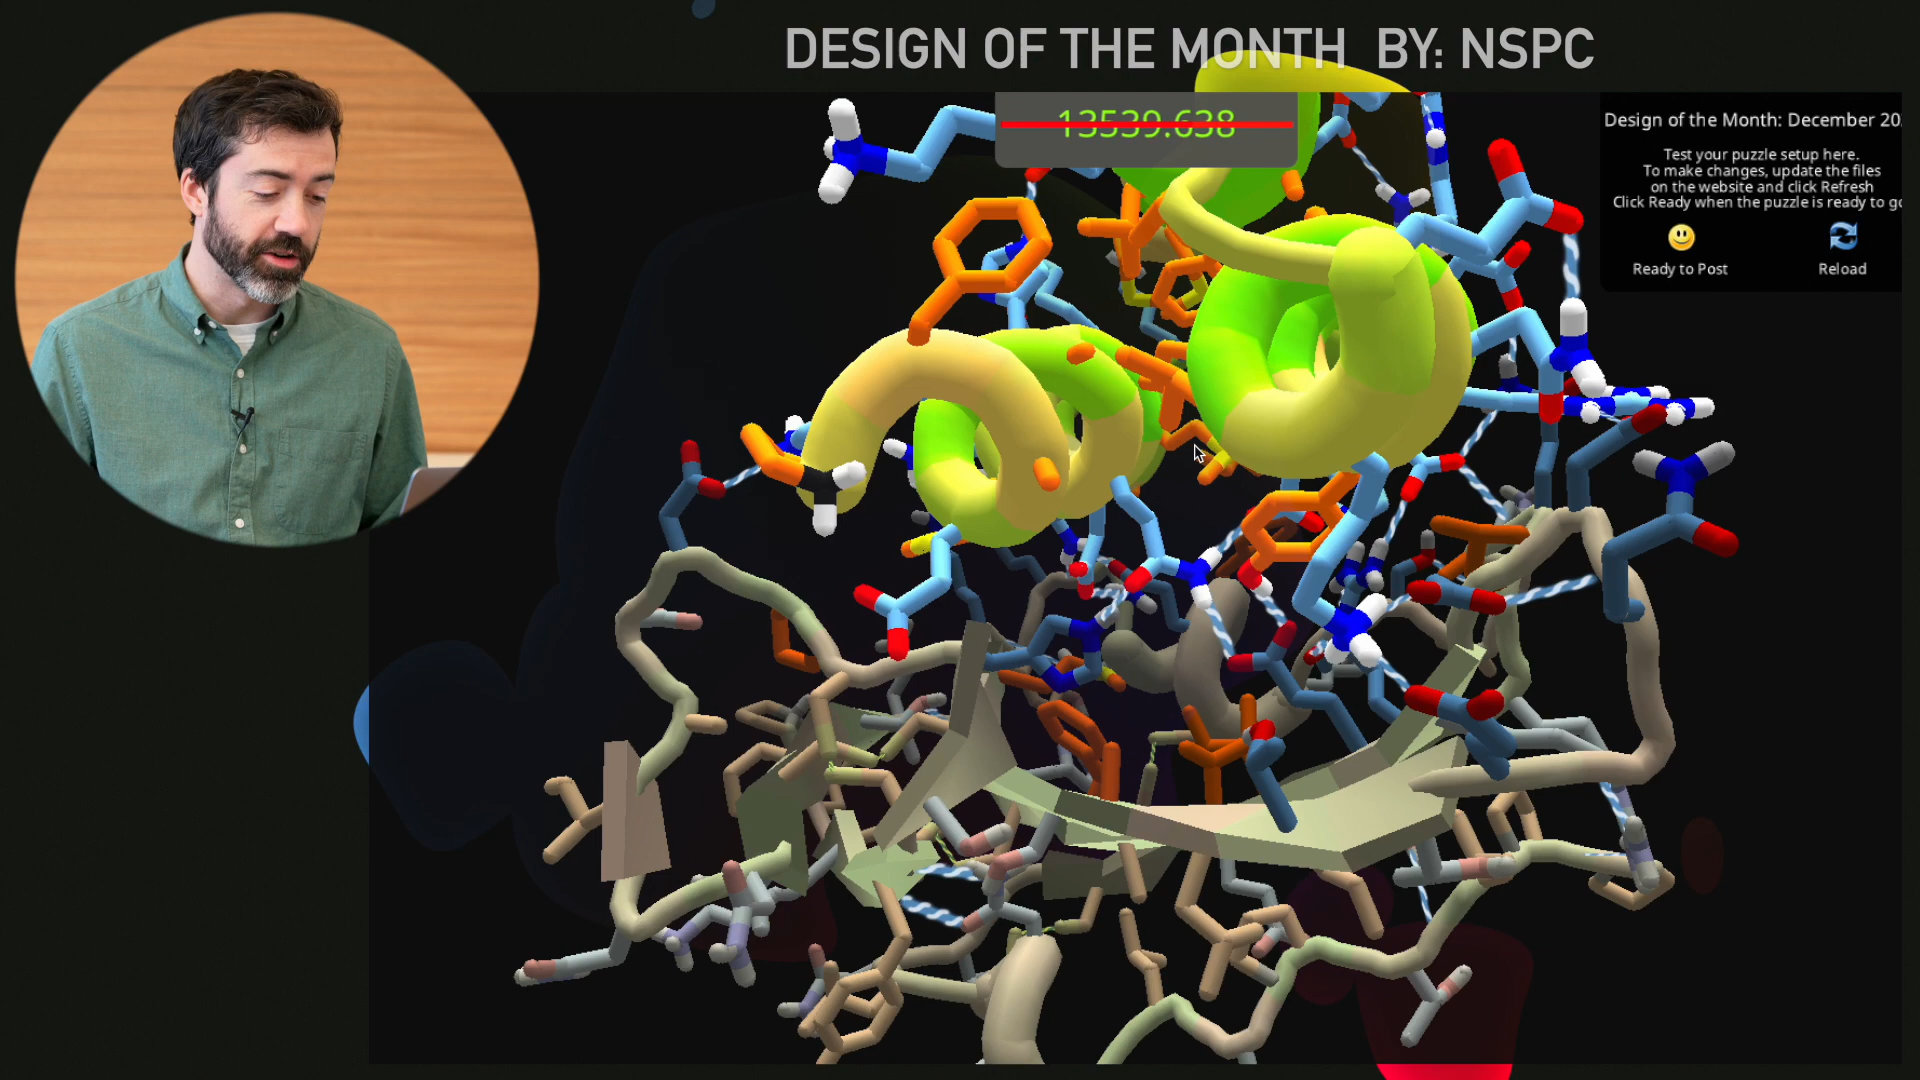 DESIGN OF THE MONTH BY: NSPC
13539.638
Design of the Month: December 20
Test your puzzle setup here.
To make changes, update the files
on the website and click Refresh
Click Ready when the puzzle is ready to go
Ready to Post
Reload